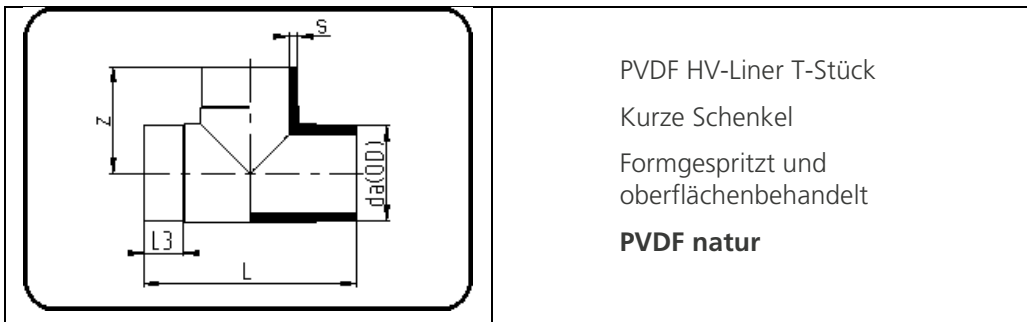 s
z
da(OD)
L3
L
PVDF HV-Liner T-Stück
Kurze Schenkel
Formgespritzt und
oberflächenbehandelt
PVDF natur